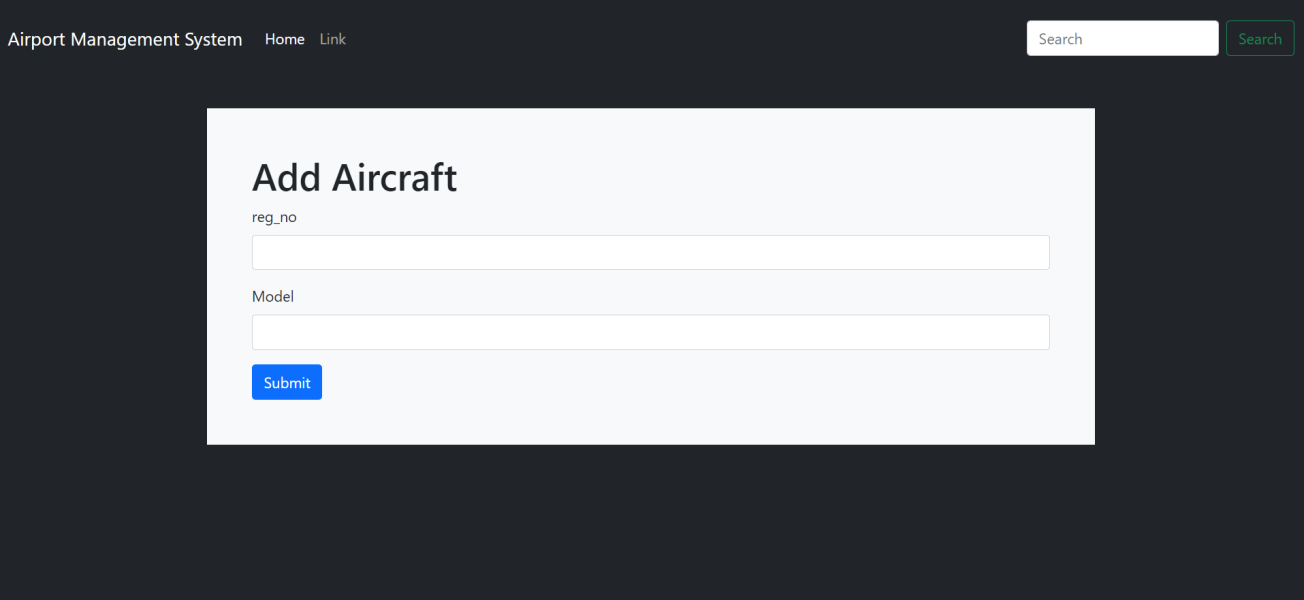 Airport Management System Home Link Search Search
Add Aircraft
reg_no
Model
Submit